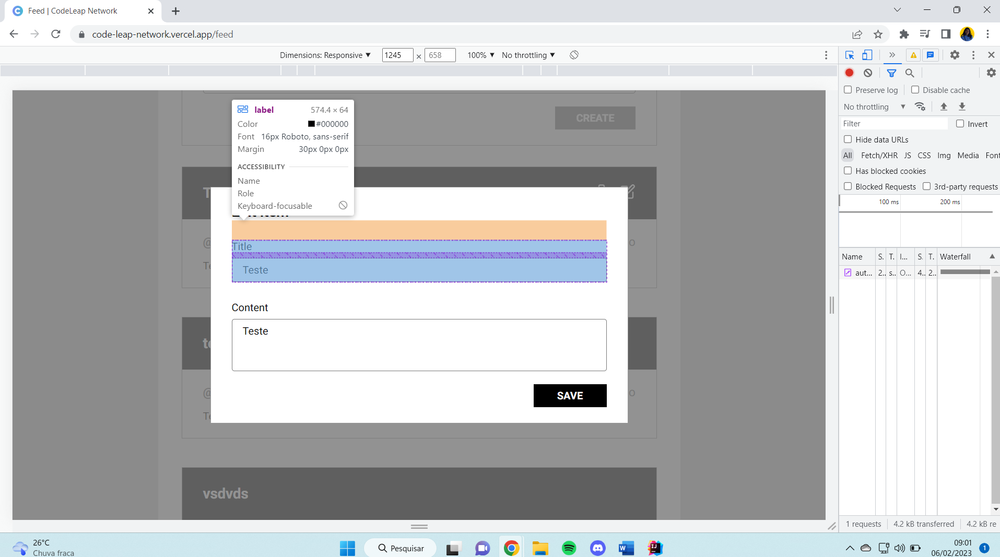 Feed | CodeLeap Network
code-leap-network.vercel.app/feed
Dimensions: Responsive ▼ 1245 × 658 100% ▼ No throttling ▼
CREATE
label 574.4 × 64
Color #000000
Font 16px Roboto, sans-serif
Margin 30px 0px 0px
ACCESSIBILITY
Name
Role
Keyboard-focusable
Title
Teste
Content
Teste
SAVE
vsdvds
Preserve log Disable cache
No throttling ▼
Filter Invert
Hide data URLs
All Fetch/XHR JS CSS Img Media Font
Has blocked cookies
Blocked Requests 3rd-party requests
100 ms 200 ms
Name S. T. I... S. T. Waterfall ▲
aut... 2.. s.. O... 4.. 2..
1 requests 4.2 kB transferred 4.2 kB re
26°C
Chuva fraca
Pesquisar
09:01
06/02/2023
1